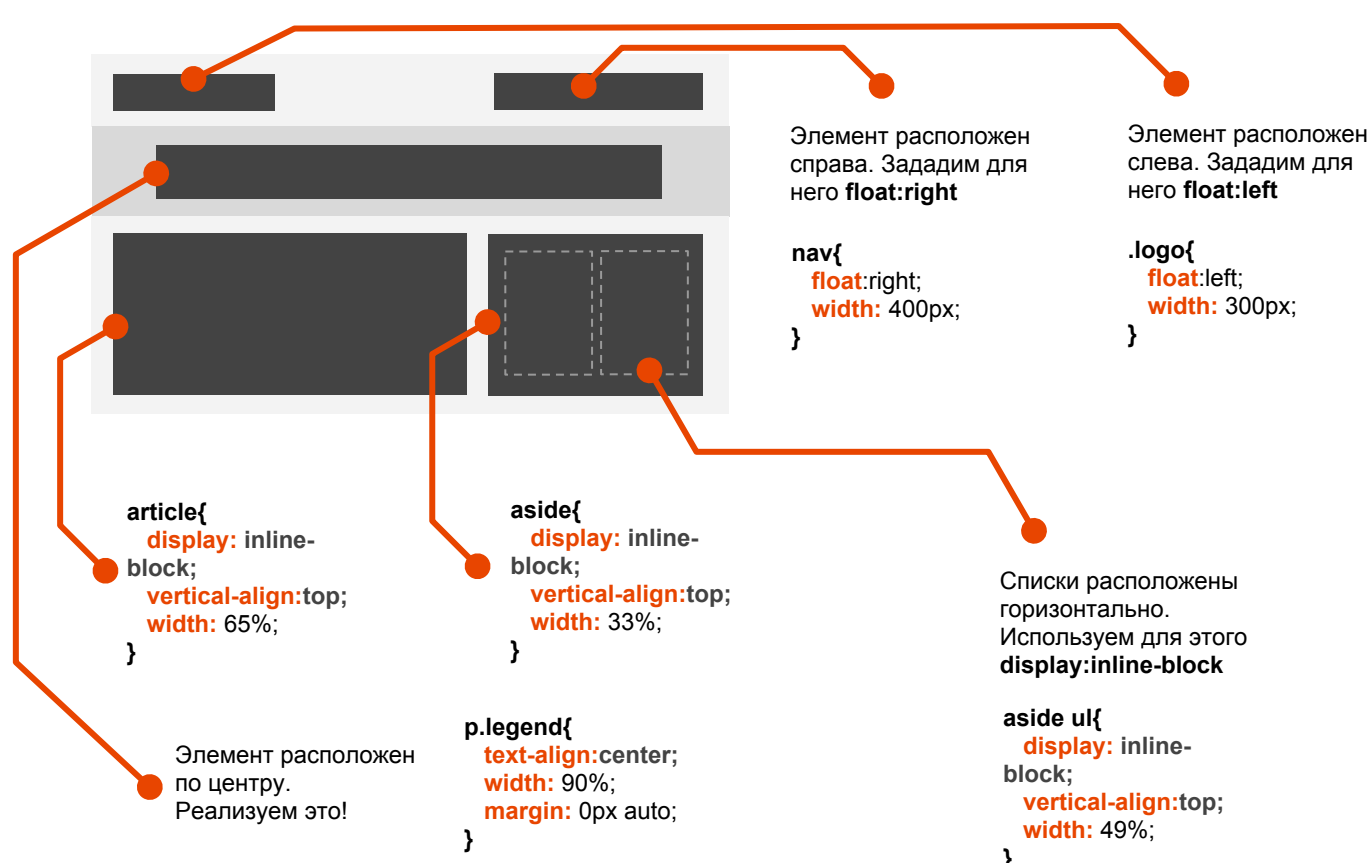 Элемент расположен
справа. Зададим для
него float:right
nav{
float:right;
width: 400px;
}
Элемент расположен
слева. Зададим для
него float:left
.logo{
float:left;
width: 300px;
}
article{
display: inline-
block;
vertical-align:top;
width: 65%;
}
aside{
display: inline-
block;
vertical-align:top;
width: 33%;
}
Списки расположены
горизонтально.
Используем для этого
display:inline-block
aside ul{
display: inline-
block;
vertical-align:top;
width: 49%;
}
Элемент расположен
по центру.
Реализуем это!
p.legend{
text-align:center;
width: 90%;
margin: 0px auto;
}